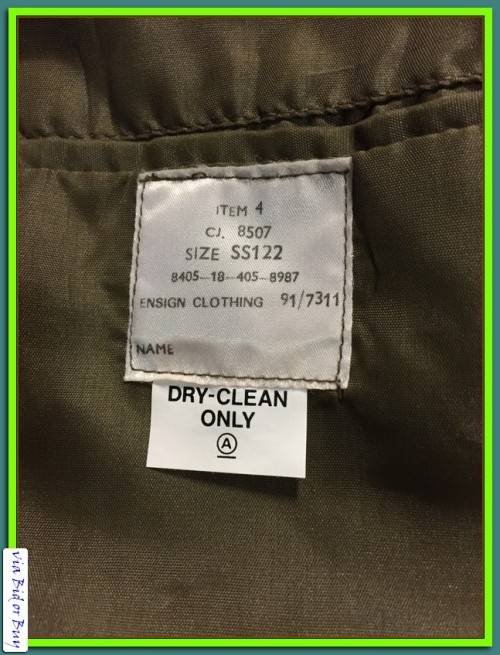 ITEM 4
CJ. 8507
SIZE SS122
8405-18-405-8987
ENSIGN CLOTHING 91/7311
NAME
DRY-CLEAN
ONLY
A
via Bid or Buy